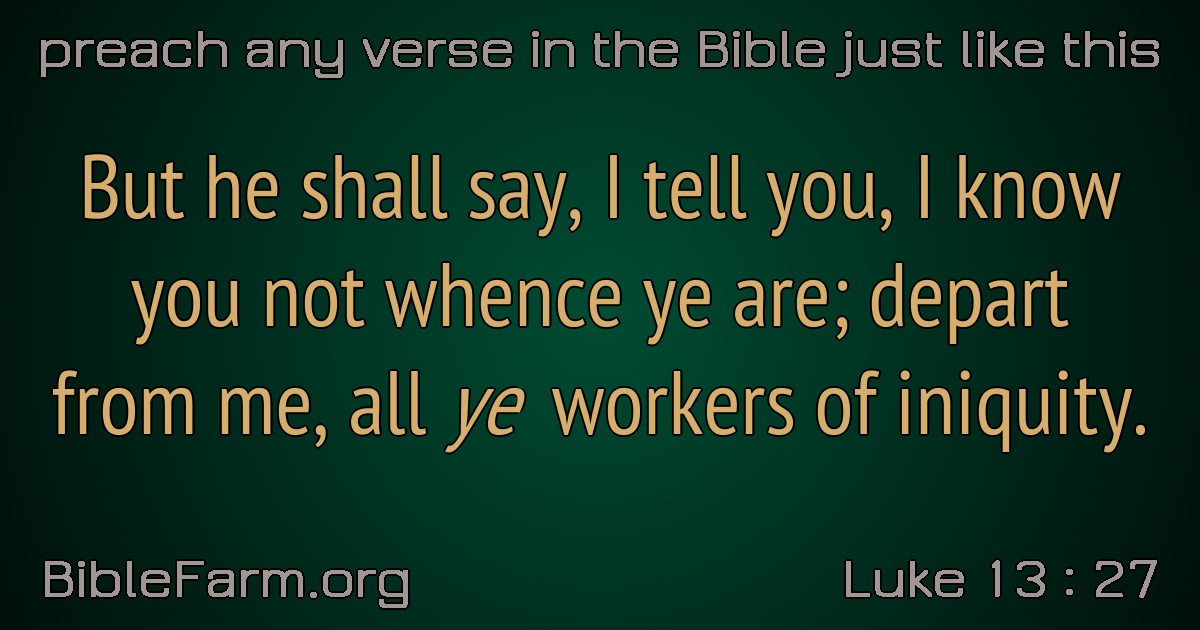 preach any verse in the Bible just like this
But he shall say, I tell you, I know
you not whence ye are; depart
from me, all ye workers of iniquity.
BibleFarm.org
Luke 13 : 27